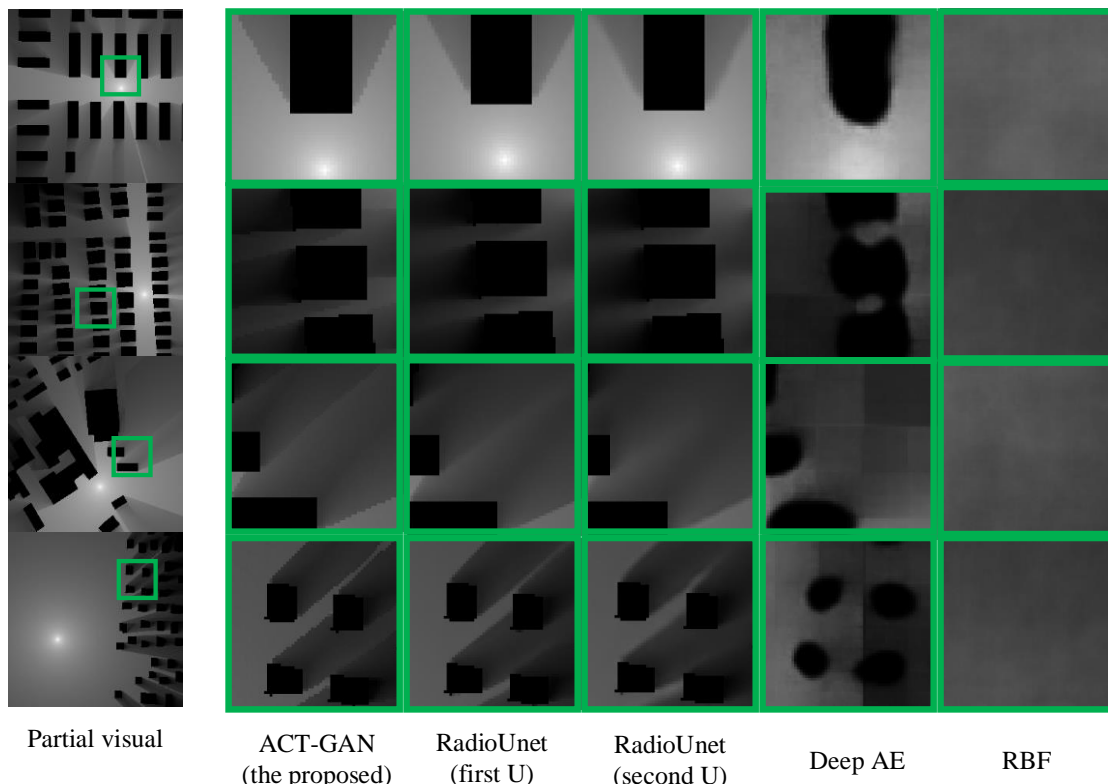 Partial visual
ACT-GAN
(the proposed)
RadioUnet
(first U)
RadioUnet
(second U)
Deep AE
RBF